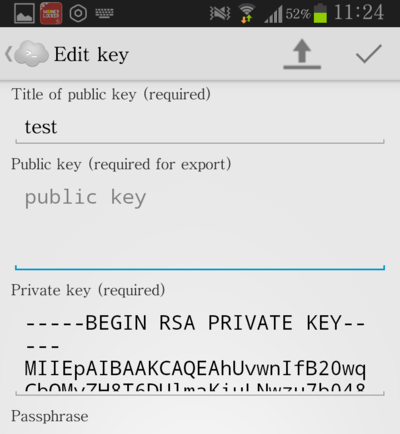 52% 11:24
Edit key
Title of public key (required)
test
Public key (required for export)
public key
Private key (required)
-----BEGIN RSA PRIVATE KEY--
---
MIIEpAIBAAKCAQEAhUvwnIfB20wq
Passphrase